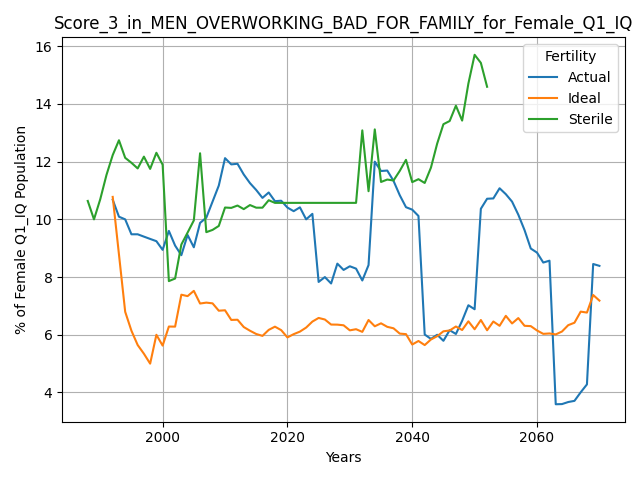 Score_3_in_MEN_OVERWORKING_BAD_FOR_FAMILY_for_Female_Q1_IQ
% of Female Q1_IQ Population
16
14
12
10
8
6
4
Fertility
Actual
Ideal
Sterile
2000 2020 2040 2060
Years